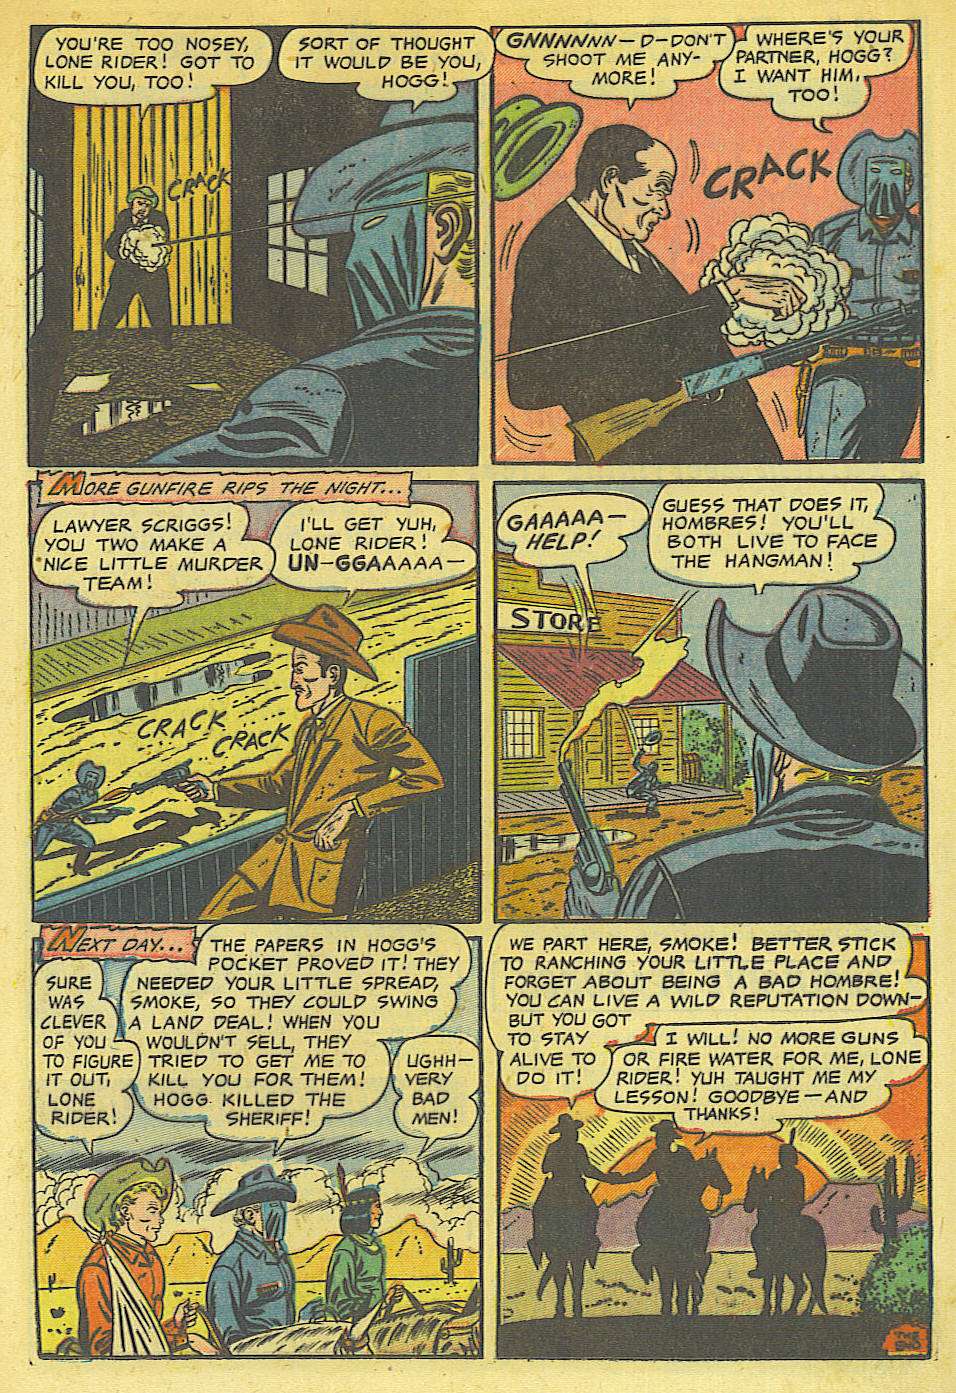 YOU'RE TOO NOSEY,
LONE RIDER! GOT TO
KILL YOU, TOO!
SORT OF THOUGHT
IT WOULD BE YOU,
HOGG!
CRACK
GNNNNNN—D-DON'T
SHOOT ME ANY-
MORE!
WHERE'S YOUR
PARTNER, HOGG?
I WANT HIM,
TOO!
CRACK
MORE GUNFIRE RIPS THE NIGHT...
LAWYER SCRIGGS!
YOU TWO MAKE A
NICE LITTLE MURDER
TEAM!
I'LL GET YUH,
LONE RIDER!
UN-GGAAAAA—
CRACK
CRACK
GAAAAA—
HELP!
GUESS THAT DOES IT,
HOMBRES! YOU'LL
BOTH LIVE TO FACE
THE HANGMAN!
STORE
NEXT DAY...
SURE
WAS
CLEVER
OF YOU
TO FIGURE
IT OUT,
LONE
RIDER!
THE PAPERS IN HOGG'S
POCKET PROVED IT! THEY
NEEDED YOUR LITTLE SPREAD,
SMOKE, SO THEY COULD SWING
A LAND DEAL! WHEN YOU
WOULDN'T SELL, THEY
TRIED TO GET ME TO
KILL YOU FOR THEM!
HOGG KILLED THE
SHERIFF!
UGHH—
VERY
BAD
MEN!
WE PART HERE, SMOKE! BETTER STICK
TO RANCHING YOUR LITTLE PLACE AND
FORGET ABOUT BEING A BAD HOMBRE!
YOU CAN LIVE A WILD REPUTATION DOWN—
BUT YOU GOT
TO STAY
ALIVE TO
DO IT!
I WILL! NO MORE GUNS
OR FIRE WATER FOR ME, LONE
RIDER! YUH TAUGHT ME MY
LESSON! GOODBYE—AND
THANKS!
THE
END